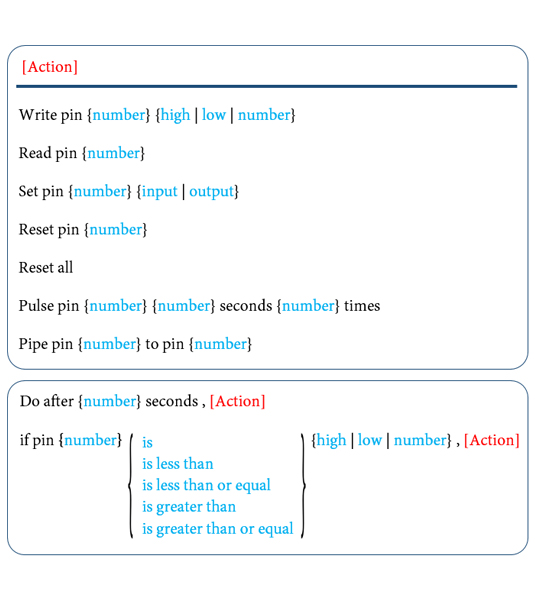 [Action]
Write pin {number} {high | low | number}
Read pin {number}
Set pin {number} {input | output}
Reset pin {number}
Reset all
Pulse pin {number} {number} seconds {number} times
Pipe pin {number} to pin {number}
Do after {number} seconds , [Action]
if pin {number} { is } {high | low | number} , [Action]
is less than
is less than or equal
is greater than
is greater than or equal